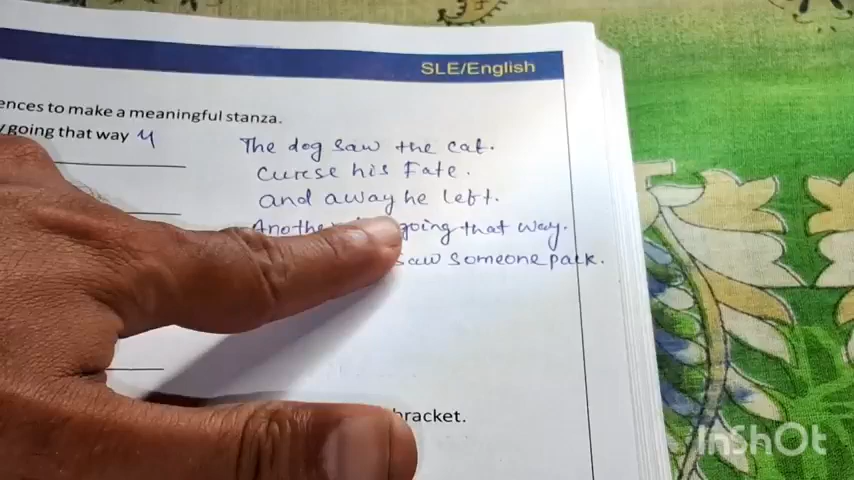 SLE/English
ences to make a meaningful stanza.
going that way 4
The dog saw the cat.
curse his Fate.
and away he left.
going that way.
saw someone park.
bracket.
InShOt